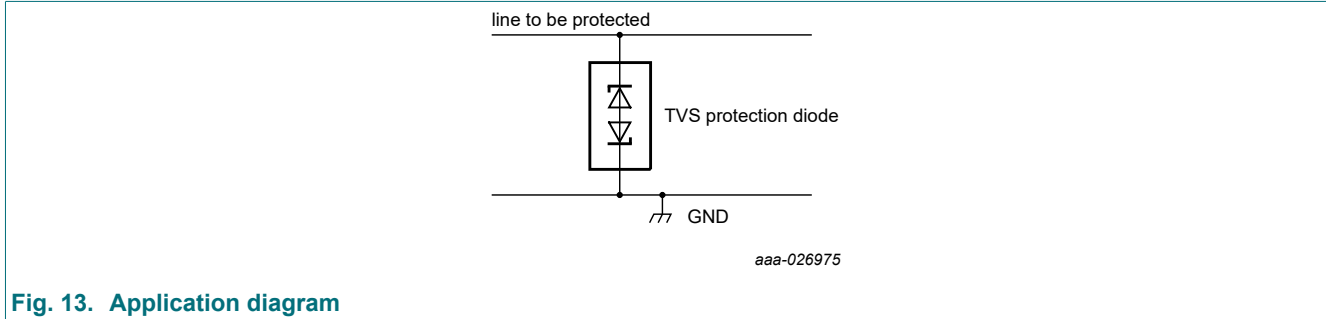 line to be protected
TVS protection diode
GND
aaa-026975
Fig. 13. Application diagram